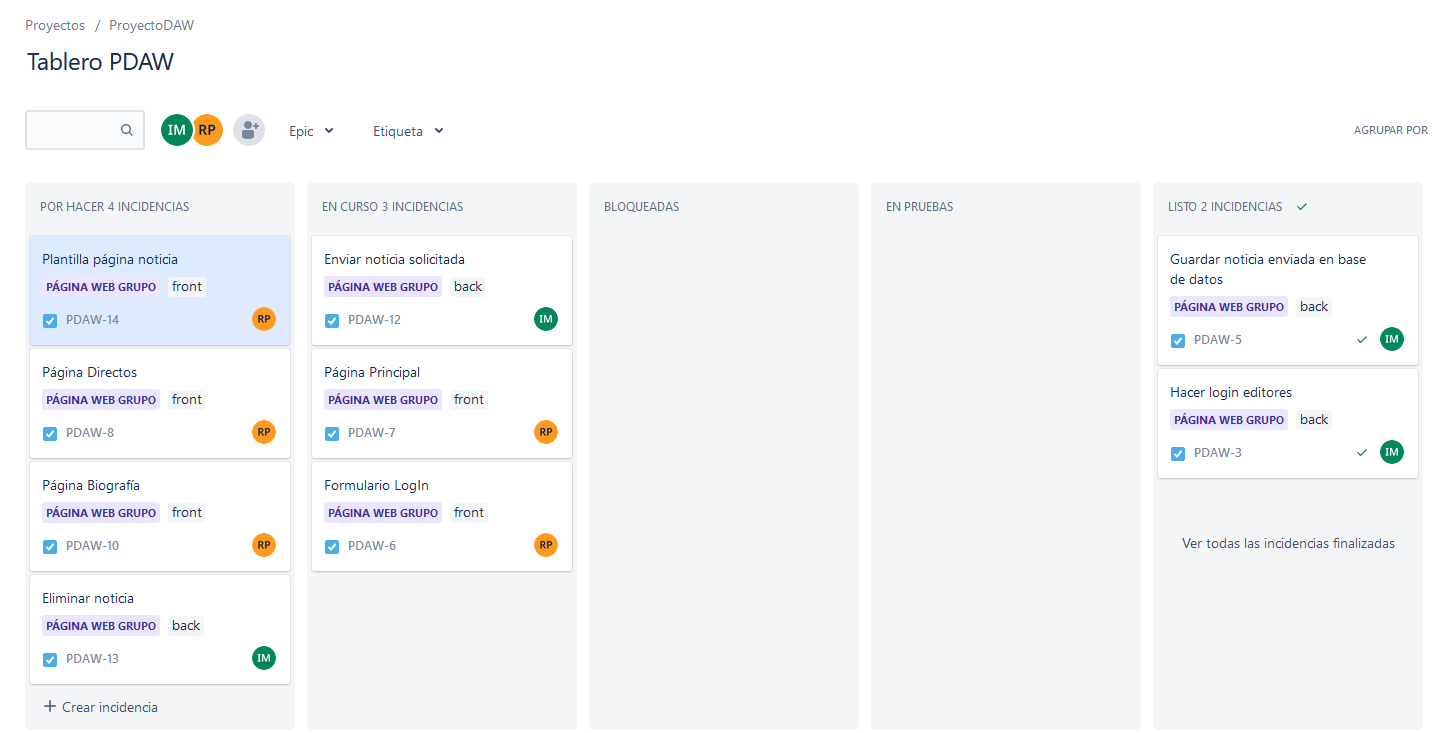 Proyectos / ProyectoDAW
Tablero PDAW
IM RP Epic Etiqueta AGRUPAR POR
POR HACER 4 INCIDENCIAS
Plantilla página noticia
PÁGINA WEB GRUPO front
PDAW-14 RP
Página Directos
PÁGINA WEB GRUPO front
PDAW-8 RP
Página Biografía
PÁGINA WEB GRUPO front
PDAW-10 RP
Eliminar noticia
PÁGINA WEB GRUPO back
PDAW-13 IM
+ Crear incidencia
EN CURSO 3 INCIDENCIAS
Enviar noticia solicitada
PÁGINA WEB GRUPO back
PDAW-12 IM
Página Principal
PÁGINA WEB GRUPO front
PDAW-7 RP
Formulario LogIn
PÁGINA WEB GRUPO front
PDAW-6 RP
BLOQUEADAS
EN PRUEBAS
LISTO 2 INCIDENCIAS
Guardar noticia enviada en base
de datos
PÁGINA WEB GRUPO back
PDAW-5 IM
Hacer login editores
PÁGINA WEB GRUPO back
PDAW-3 IM
Ver todas las incidencias finalizadas